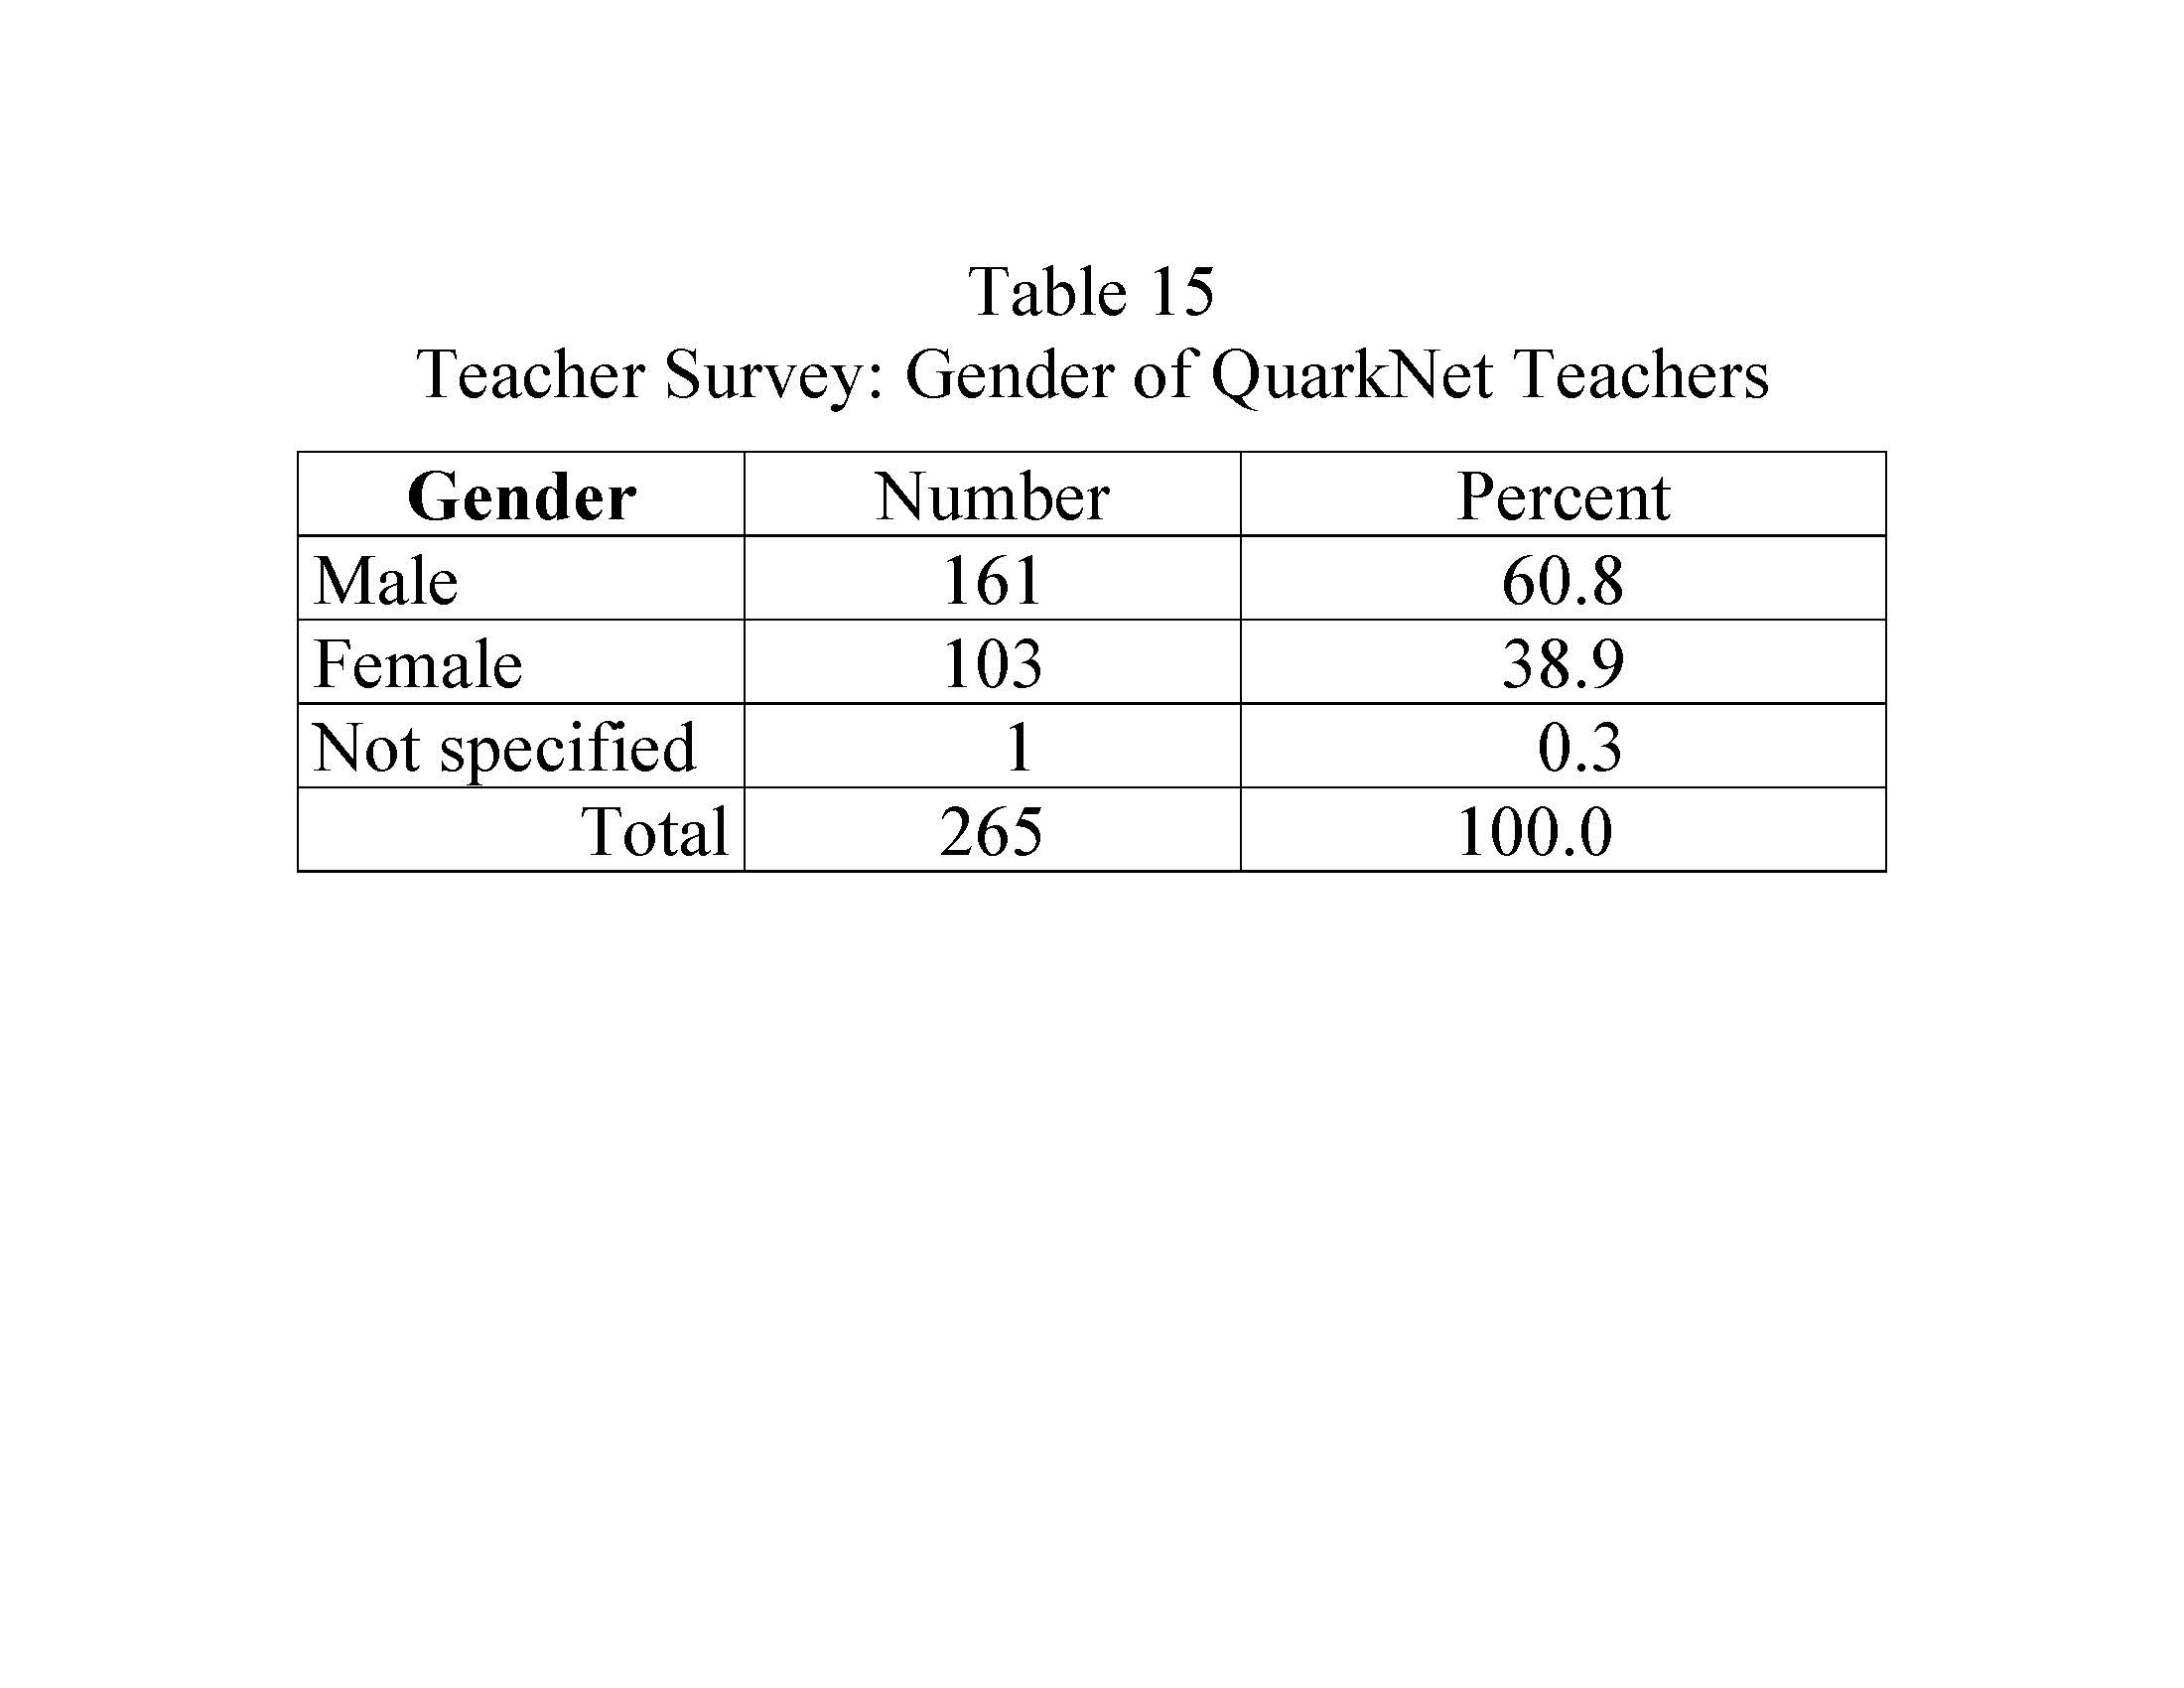 Table 15
Teacher Survey: Gender of QuarkNet Teachers
Gender Number Percent
Male 161 60.8
Female 103 38.9
Not specified 1 0.3
Total 265 100.0